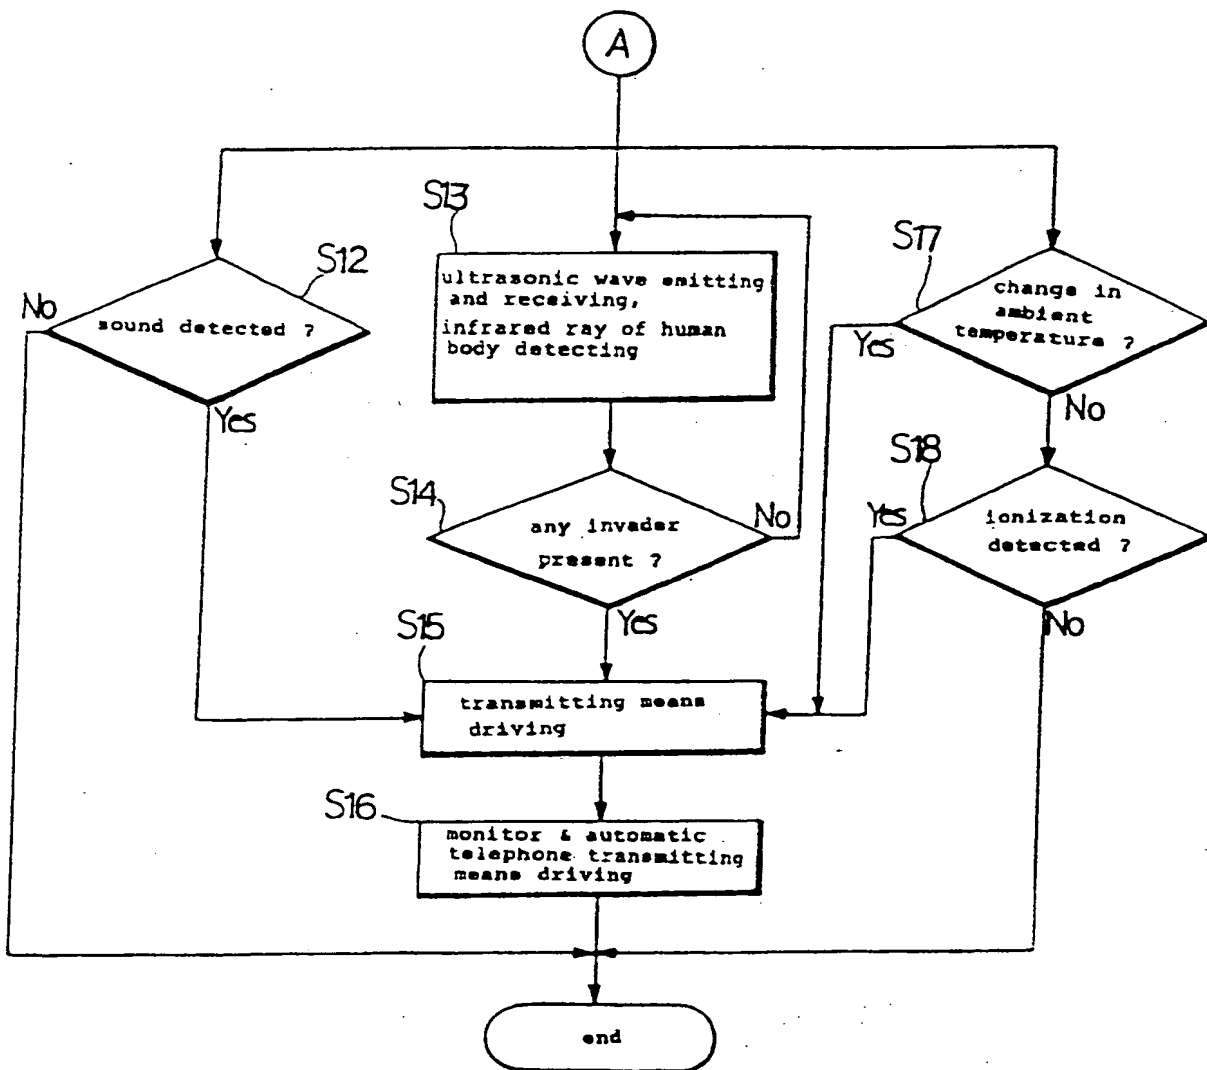 A
S13
S17
S12
No
sound detected ?
Yes
ultrasonic wave emitting
and receiving,
infrared ray of human
body detecting
change in
ambient
temperature ?
Yes
No
S14
any invader
present ?
No
Yes
S18
Yes
ionization
detected ?
No
S15
transmitting means
driving
S16
monitor & automatic
telephone transmitting
means driving
end